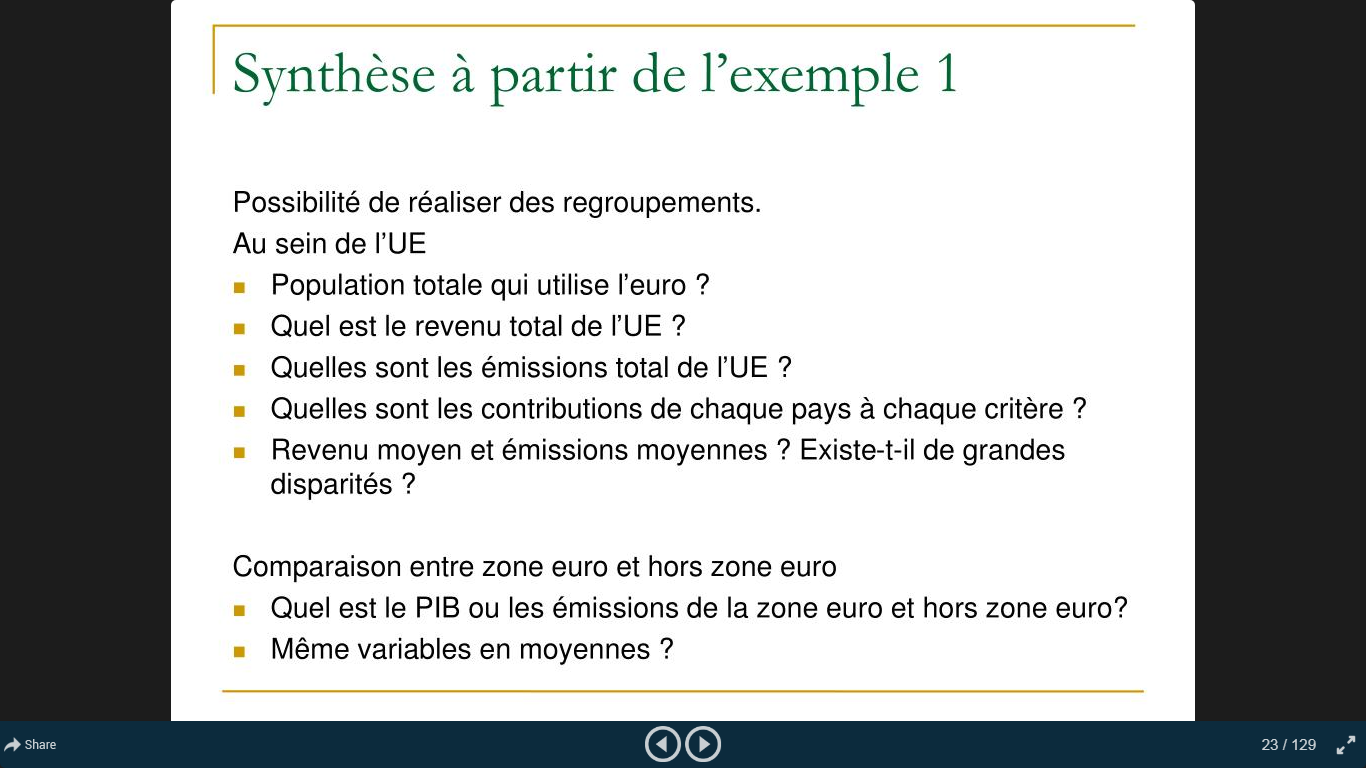 Synthèse à partir de l’exemple 1
Possibilité de réaliser des regroupements.
Au sein de l’UE
Population totale qui utilise l’euro ?
Quel est le revenu total de l’UE ?
Quelles sont les émissions total de l’UE ?
Quelles sont les contributions de chaque pays à chaque critère ?
Revenu moyen et émissions moyennes ? Existe-t-il de grandes
disparités ?
Comparaison entre zone euro et hors zone euro
Quel est le PIB ou les émissions de la zone euro et hors zone euro?
Même variables en moyennes ?
Share
23 / 129